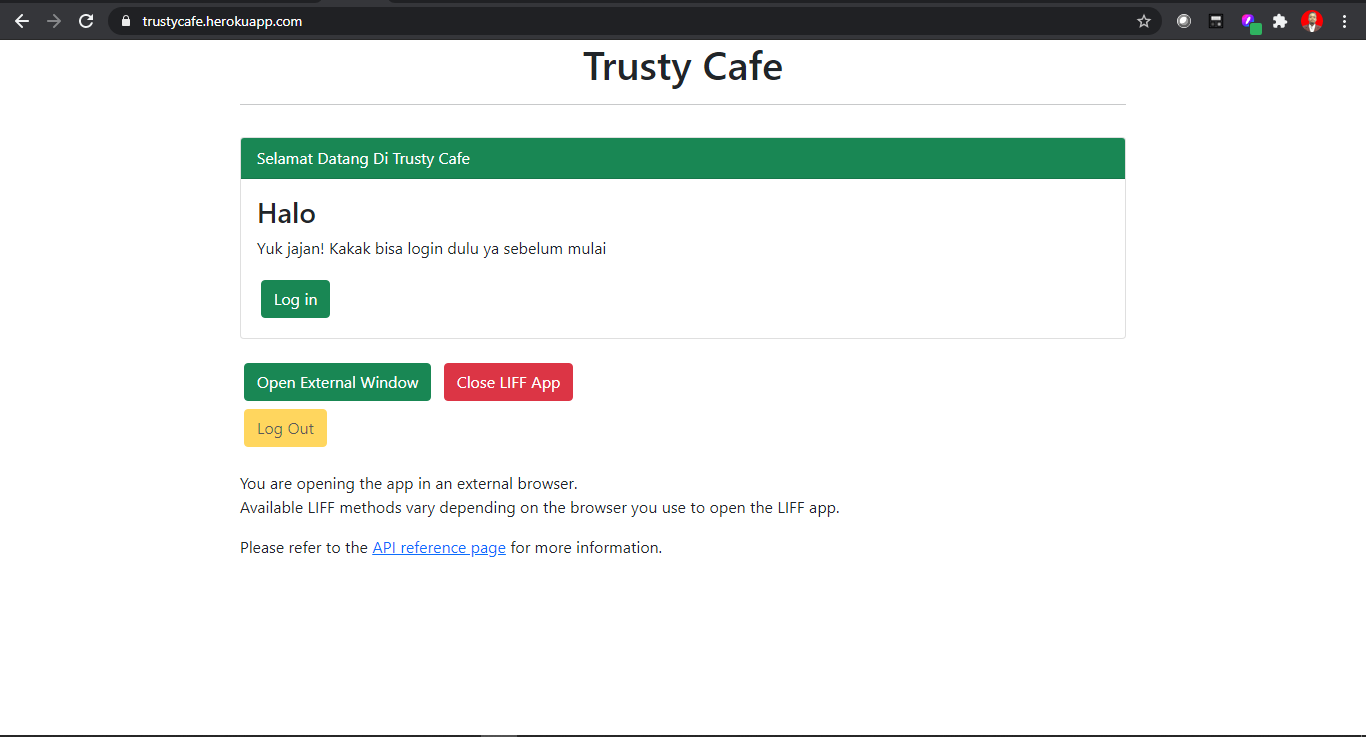 trustycafe.herokuapp.com
Trusty Cafe
Selamat Datang Di Trusty Cafe
Halo
Yuk jajan! Kakak bisa login dulu ya sebelum mulai
Log in
Open External Window Close LIFF App
Log Out
You are opening the app in an external browser.
Available LIFF methods vary depending on the browser you use to open the LIFF app.
Please refer to the API reference page for more information.